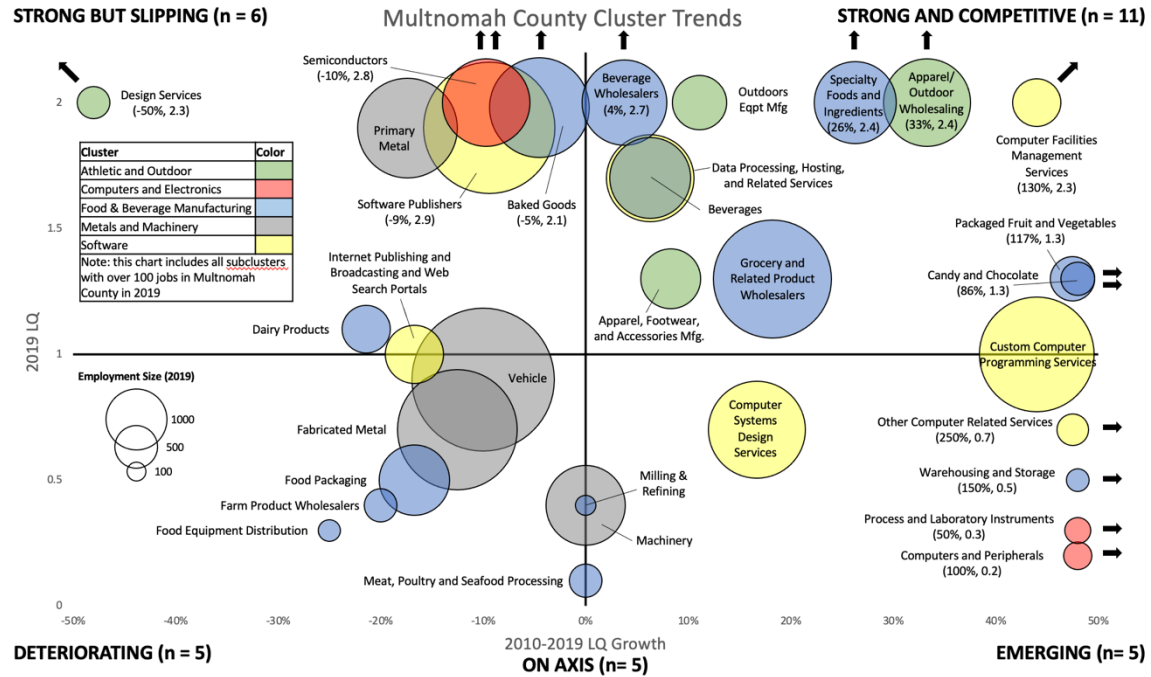 STRONG BUT SLIPPING (n = 6)
Multnomah County Cluster Trends
STRONG AND COMPETITIVE (n = 11)
Semiconductors
(-10%, 2.8)
Design Services
(-50%, 2.3)
Primary
Metal
Beverage
Wholesalers
(4%, 2.7)
Outdoors
Eqpt Mfg
Specialty
Foods and
Ingredients
(26%, 2.4)
Apparel/
Outdoor
Wholesaling
(33%, 2.4)
Computer Facilities
Management
Services
(130%, 2.3)
Cluster Color
Athletic and Outdoor
Computers and Electronics
Food & Beverage Manufacturing
Metals and Machinery
Software
Note: this chart includes all subclusters
with over 100 jobs in Multnomah
County in 2019
Software Publishers
(-9%, 2.9)
Baked Goods
(-5%, 2.1)
Data Processing, Hosting,
and Related Services
Beverages
Packaged Fruit and Vegetables
(117%, 1.3)
Candy and Chocolate
(86%, 1.3)
Internet Publishing and
Broadcasting and Web
Search Portals
Grocery and
Related Product
Wholesalers
Dairy Products
Apparel, Footwear,
and Accessories Mfg.
Custom Computer
Programming Services
Employment Size (2019)
1000
500
100
Vehicle
Fabricated Metal
Computer
Systems
Design
Services
Other Computer Related Services
(250%, 0.7)
Food Packaging
Farm Product Wholesalers
Food Equipment Distribution
Milling &
Refining
Machinery
Warehousing and Storage
(150%, 0.5)
Process and Laboratory Instruments
(50%, 0.3)
Computers and Peripherals
(100%, 0.2)
Meat, Poultry and Seafood Processing
2019 LQ
2
1.5
1
0.5
0
-50%
-40%
-30%
-20%
-10%
0%
10%
20%
30%
40%
50%
2010-2019 LQ Growth
DETERIORATING (n = 5)
ON AXIS (n= 5)
EMERGING (n= 5)